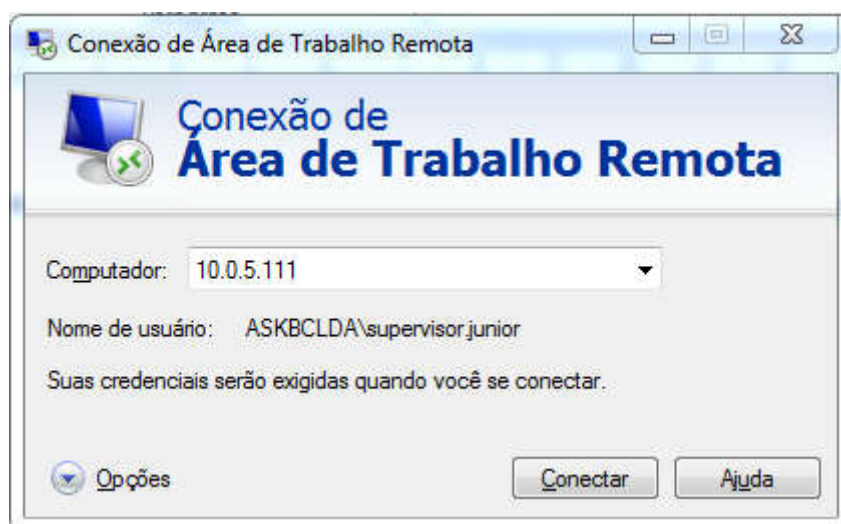 Conexão de Área de Trabalho Remota
Conexão de
Área de Trabalho Remota
Computador: 10.0.5.111
Nome de usuário: ASKBCLDA\supervisor.junior
Suas credenciais serão exigidas quando você se conectar.
Opções Conectar Ajuda